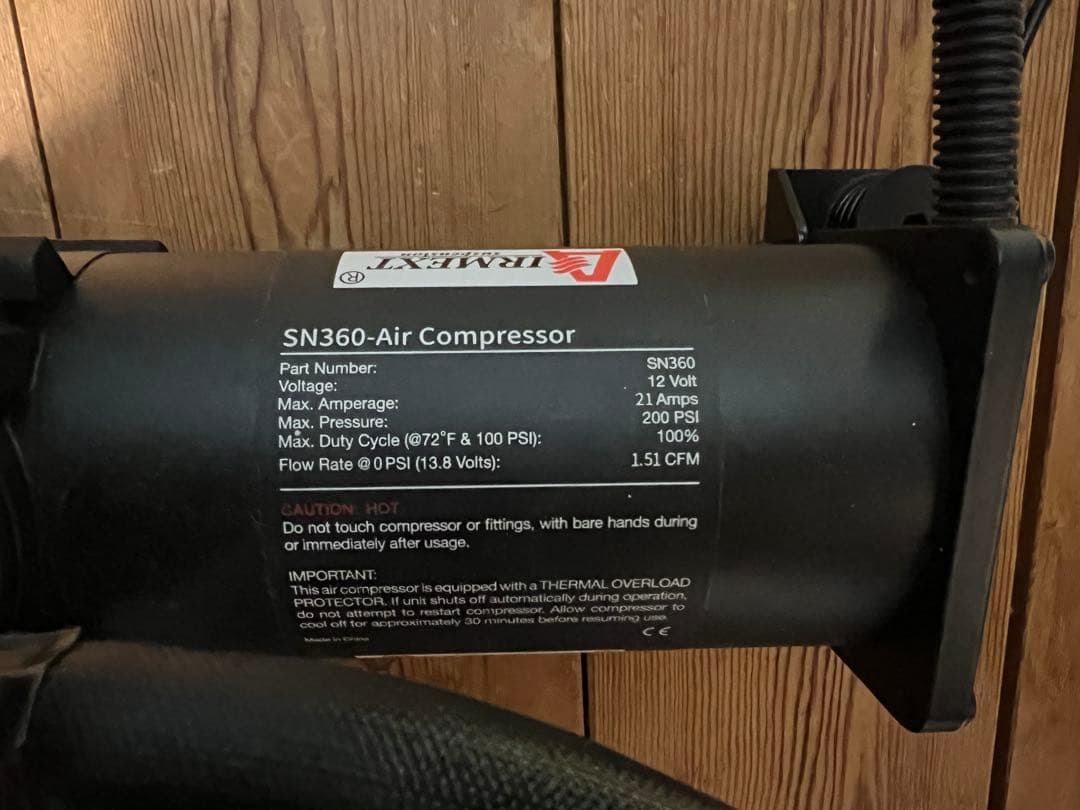 AIRMEXT
suspension
®
SN360-Air Compressor
Part Number: SN360
Voltage: 12 Volt
Max. Amperage: 21 Amps
Max. Pressure: 200 PSI
Max. Duty Cycle (@72°F & 100 PSI): 100%
Flow Rate @ 0 PSI (13.8 Volts): 1.51 CFM
CAUTION HOT
Do not touch compressor or fittings, with bare hands during
or immediately after usage.
IMPORTANT:
This air compressor is equipped with a THERMAL OVERLOAD
PROTECTOR. If unit shuts off automatically during operation,
do not attempt to restart compressor. Allow compressor to
cool off for approximately 30 minutes before resuming use.
Made in China
CE